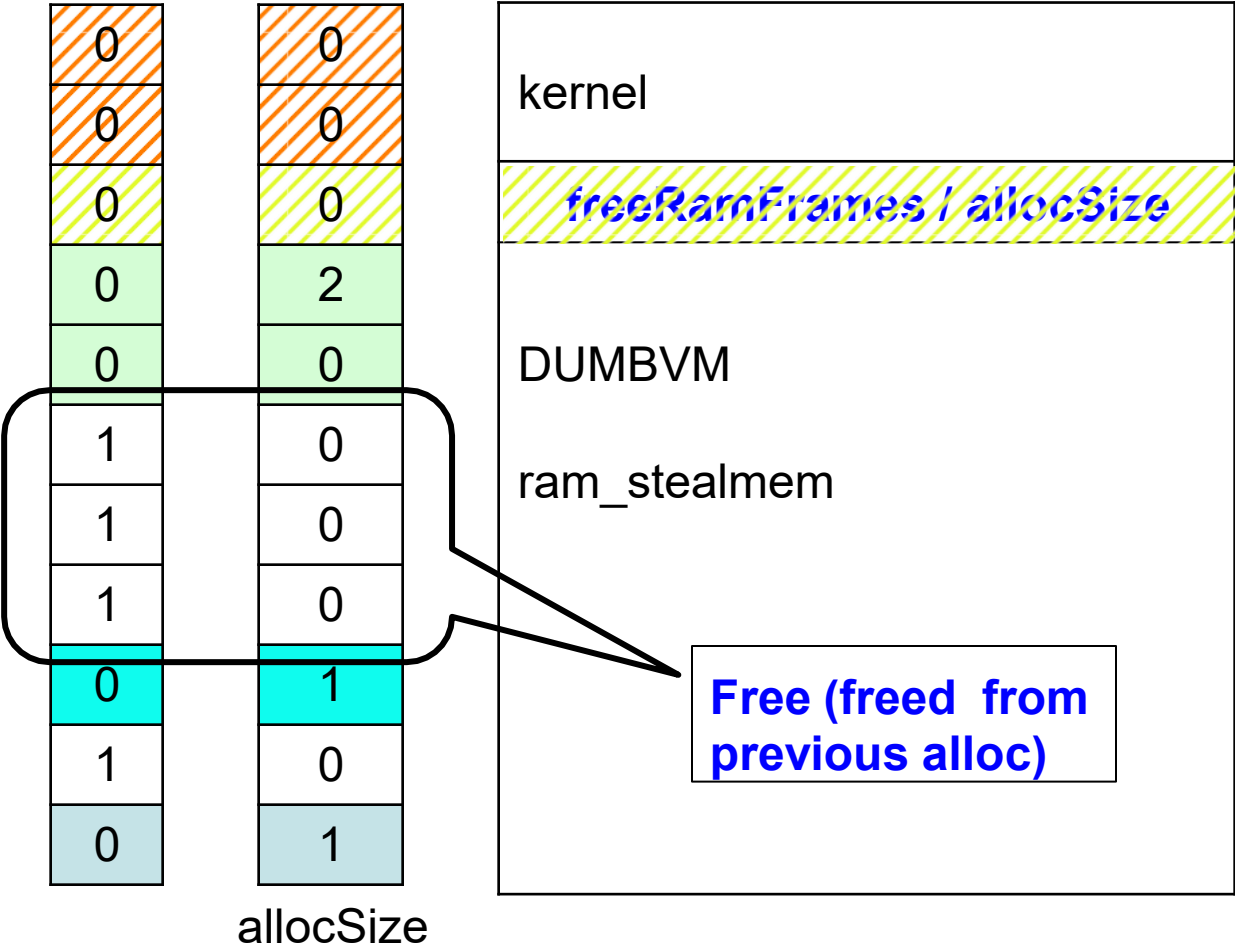 0 0
0 0
kernel
0 0
freeRamFrames / allocSize
0 2
0 0
DUMBVM
1 0
ram_stealmem
1 0
1 0
0 1
Free (freed from
previous alloc)
1 0
0 1
allocSize